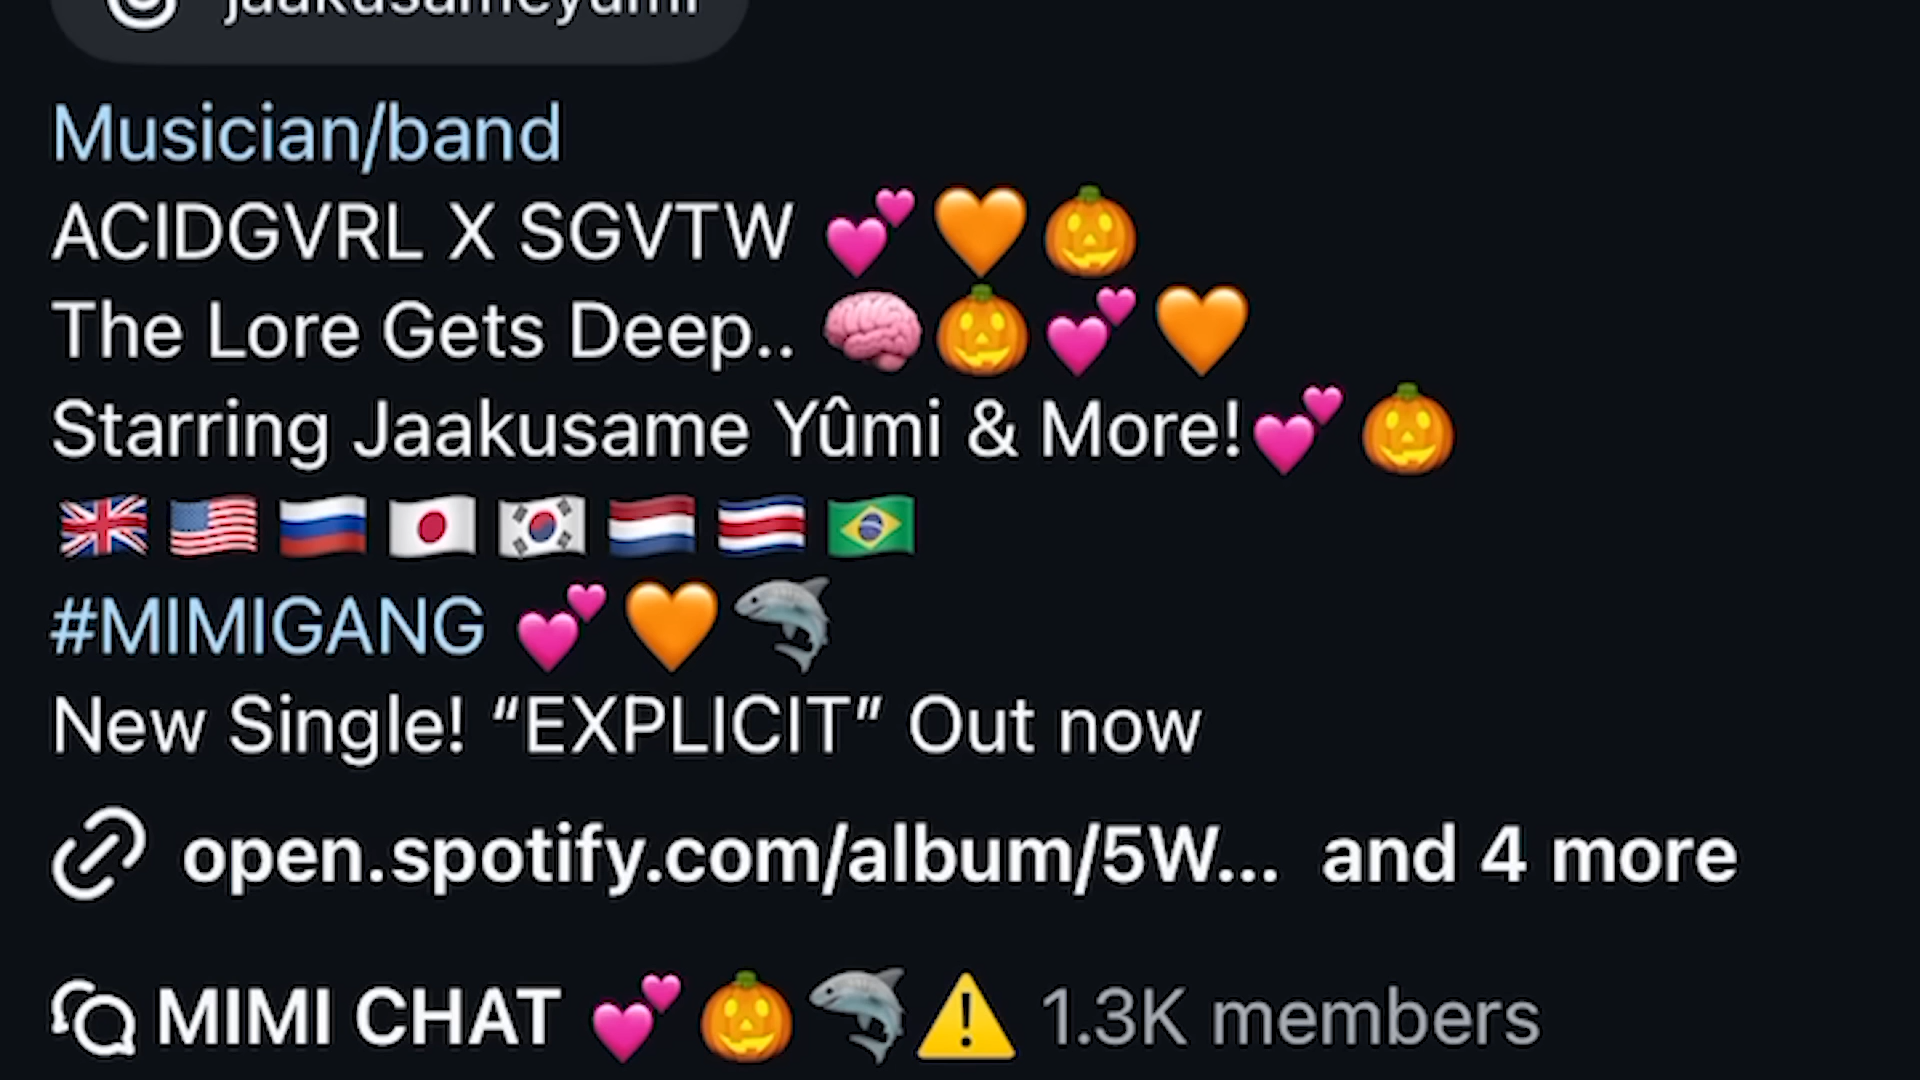 jaakusameyumi
Musician/band
ACIDGVRL X SGVTW 💕🧡🎃
The Lore Gets Deep.. 🧠🎃💕🧡
Starring Jaakusame Yûmi & More!💕🎃
🇬🇧🇺🇸🇷🇺🇯🇵🇰🇷🇳🇱🇨🇷🇧🇷
#MIMIGANG 💕🧡🦈
New Single! “EXPLICIT” Out now
open.spotify.com/album/5W... and 4 more
MIMI CHAT 💕🎃🦈⚠️ 1.3K members